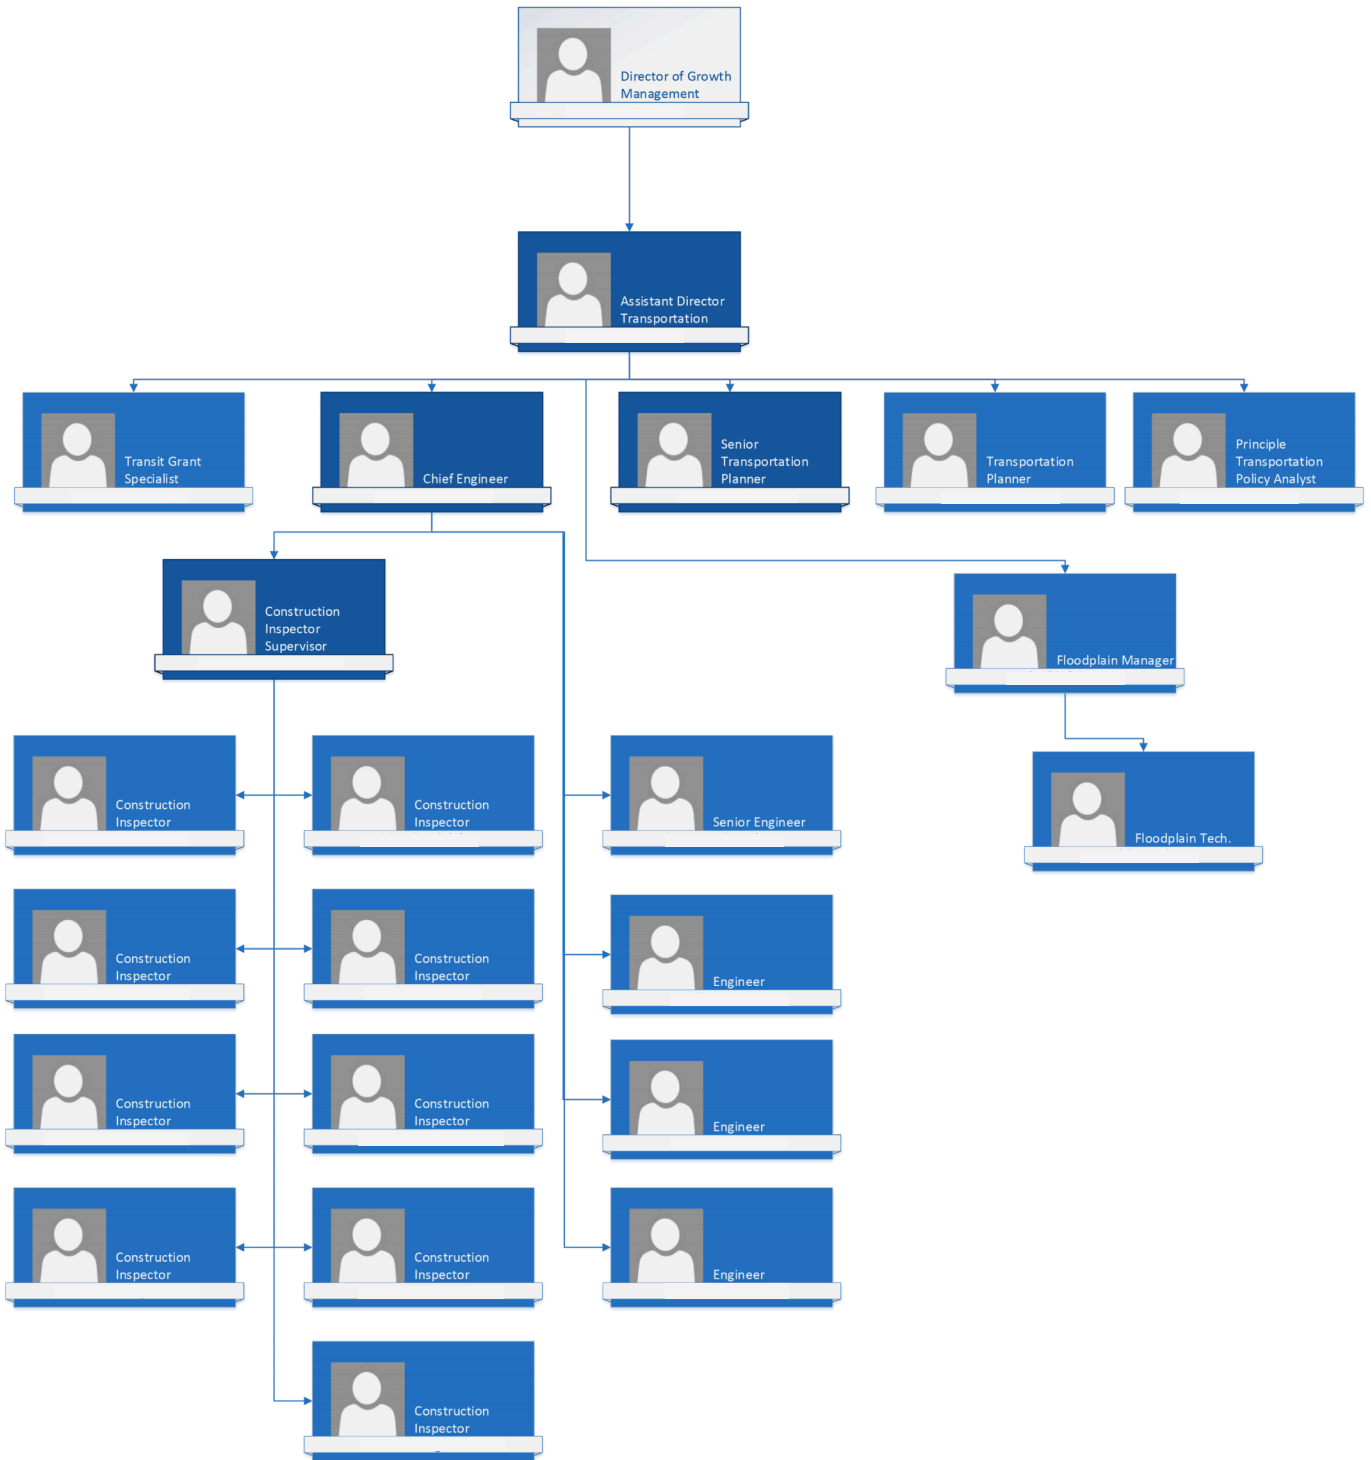 Director of Growth
Management
Assistant Director
Transportation
Transit Grant
Specialist
Chief Engineer
Senior
Transportation
Planner
Transportation
Planner
Principle
Transportation
Policy Analyst
Construction
Inspector
Supervisor
Floodplain Manager
Construction
Inspector
Construction
Inspector
Senior Engineer
Floodplain Tech.
Construction
Inspector
Construction
Inspector
Engineer
Construction
Inspector
Construction
Inspector
Engineer
Construction
Inspector
Construction
Inspector
Engineer
Construction
Inspector